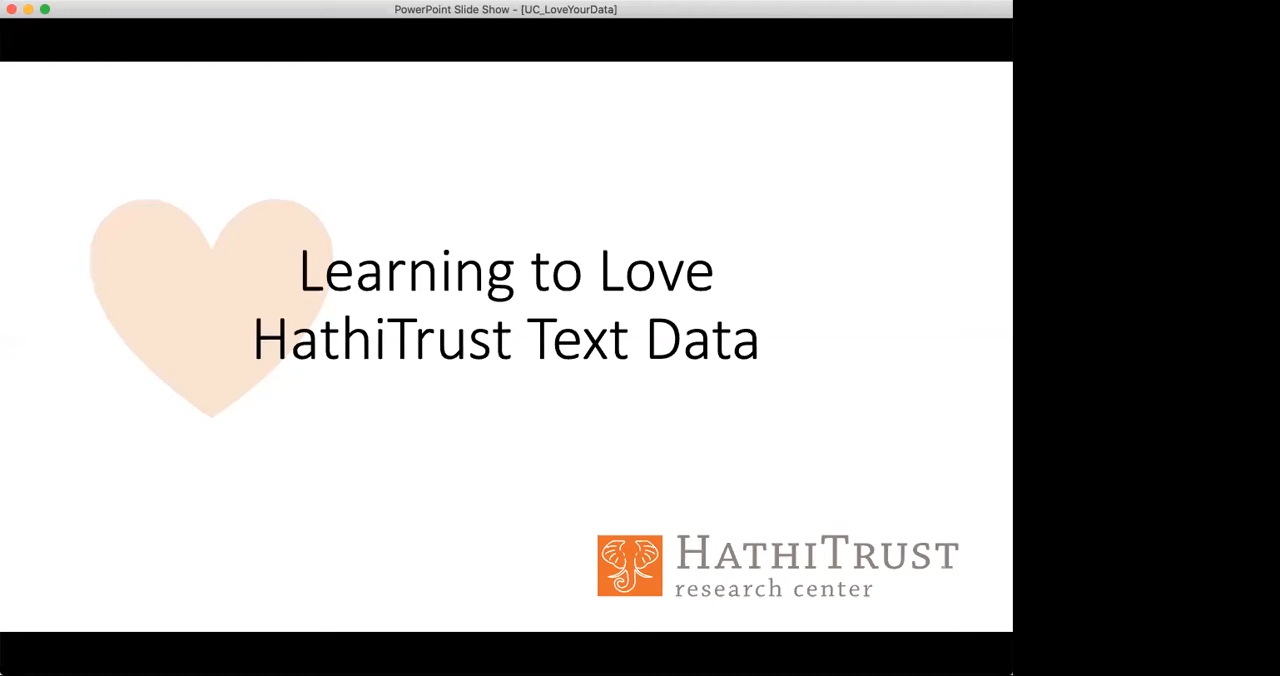 PowerPoint Slide Show - [UC_LoveYourData]
Learning to Love
HathiTrust Text Data
HATHITRUST
research center